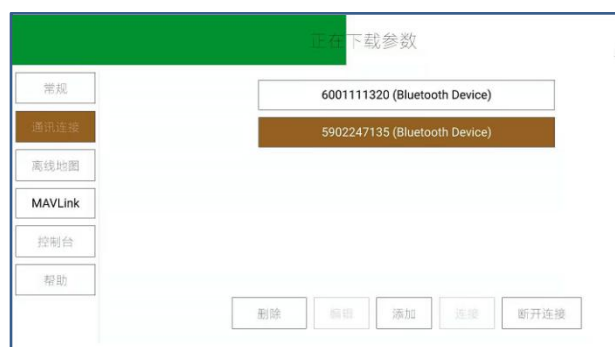 正在下载参数
常规
通讯连接
离线地图
MAVLink
控制台
帮助
6001111320 (Bluetooth Device)
5902247135 (Bluetooth Device)
删除 编辑 添加 连接 断开连接